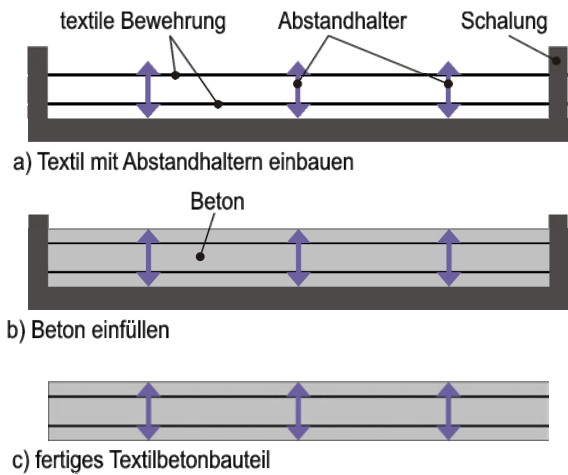 textile Bewehrung Abstandhalter Schalung
a) Textil mit Abstandhaltern einbauen
Beton
b) Beton einfüllen
c) fertiges Textilbetonbauteil